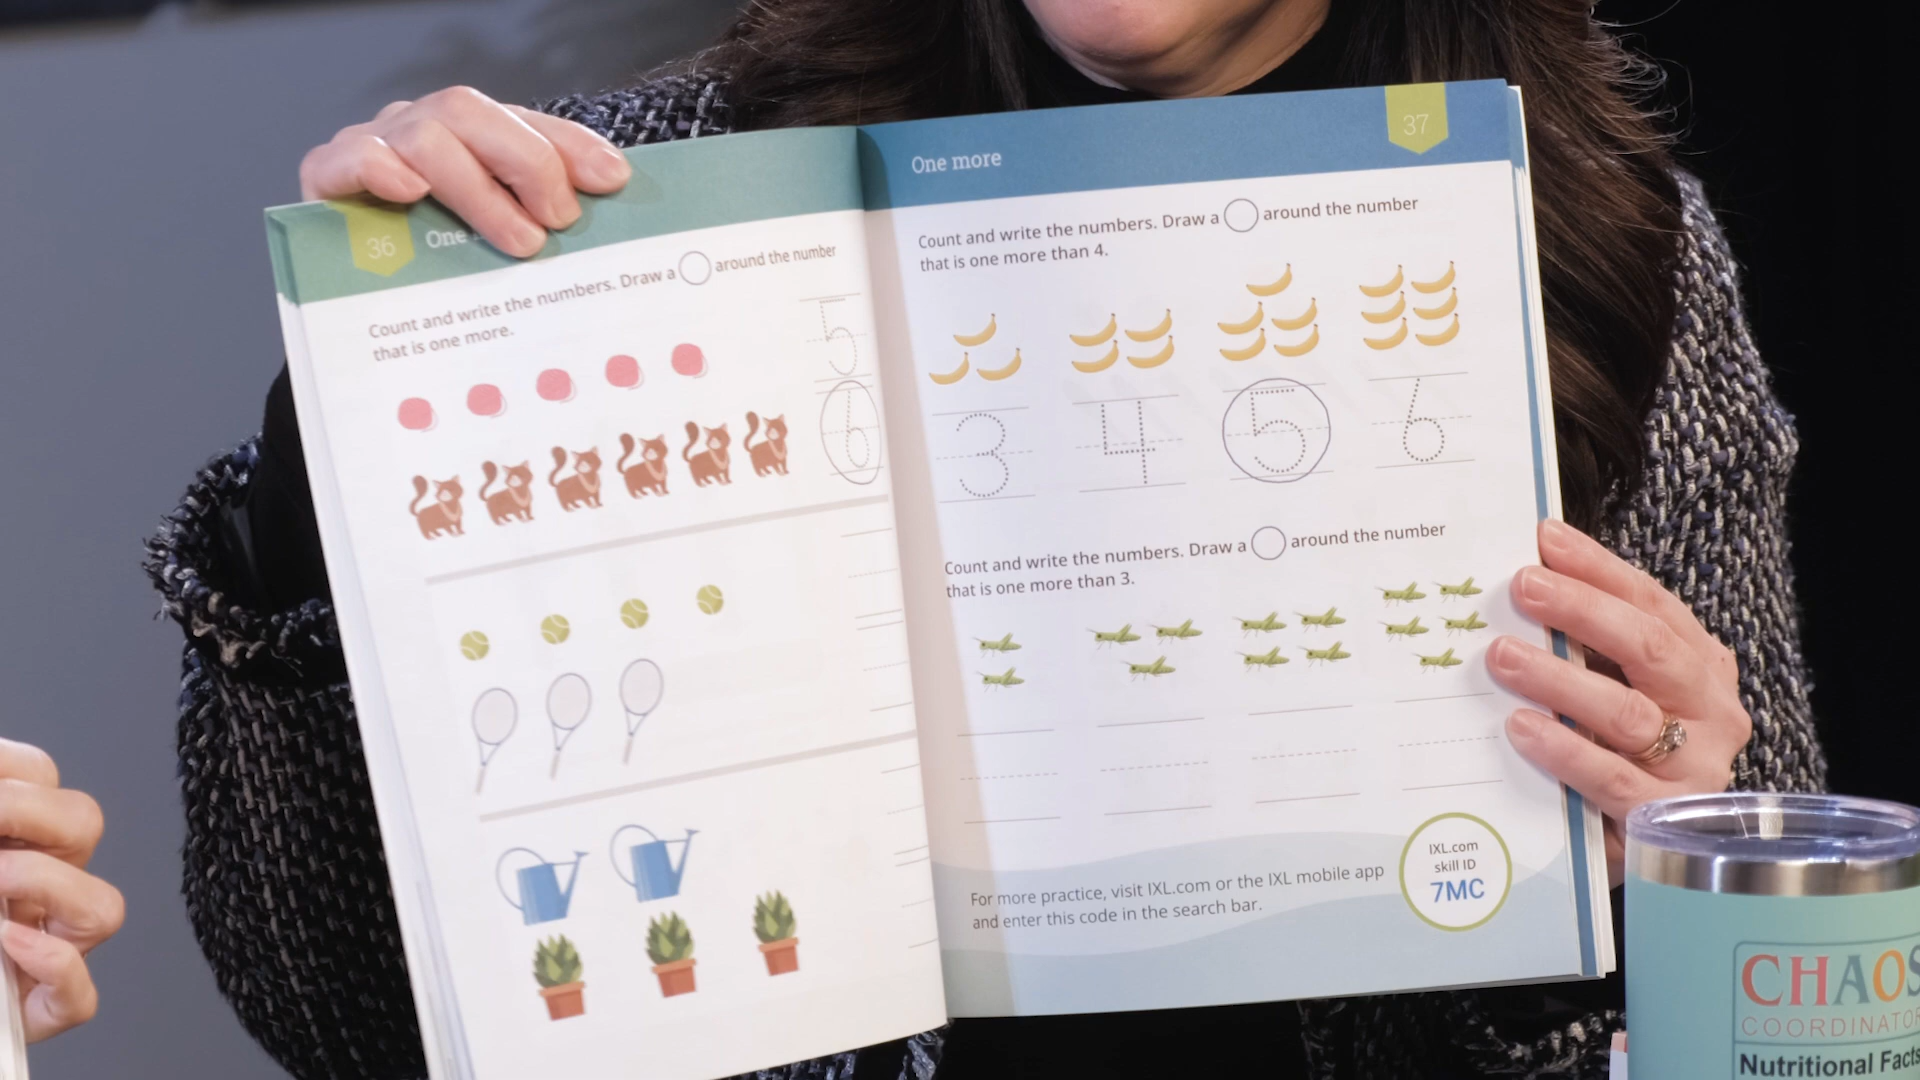 36
One
Count and write the numbers. Draw a around the number
that is one more.
5
6
One more
37
Count and write the numbers. Draw a around the number
that is one more than 4.
3 4 5 6
Count and write the numbers. Draw a around the number
that is one more than 3.
For more practice, visit IXL.com or the IXL mobile app
and enter this code in the search bar.
IXL.com
skill ID
7MC
CHAOS
COORDINATOR
Nutritional Facts